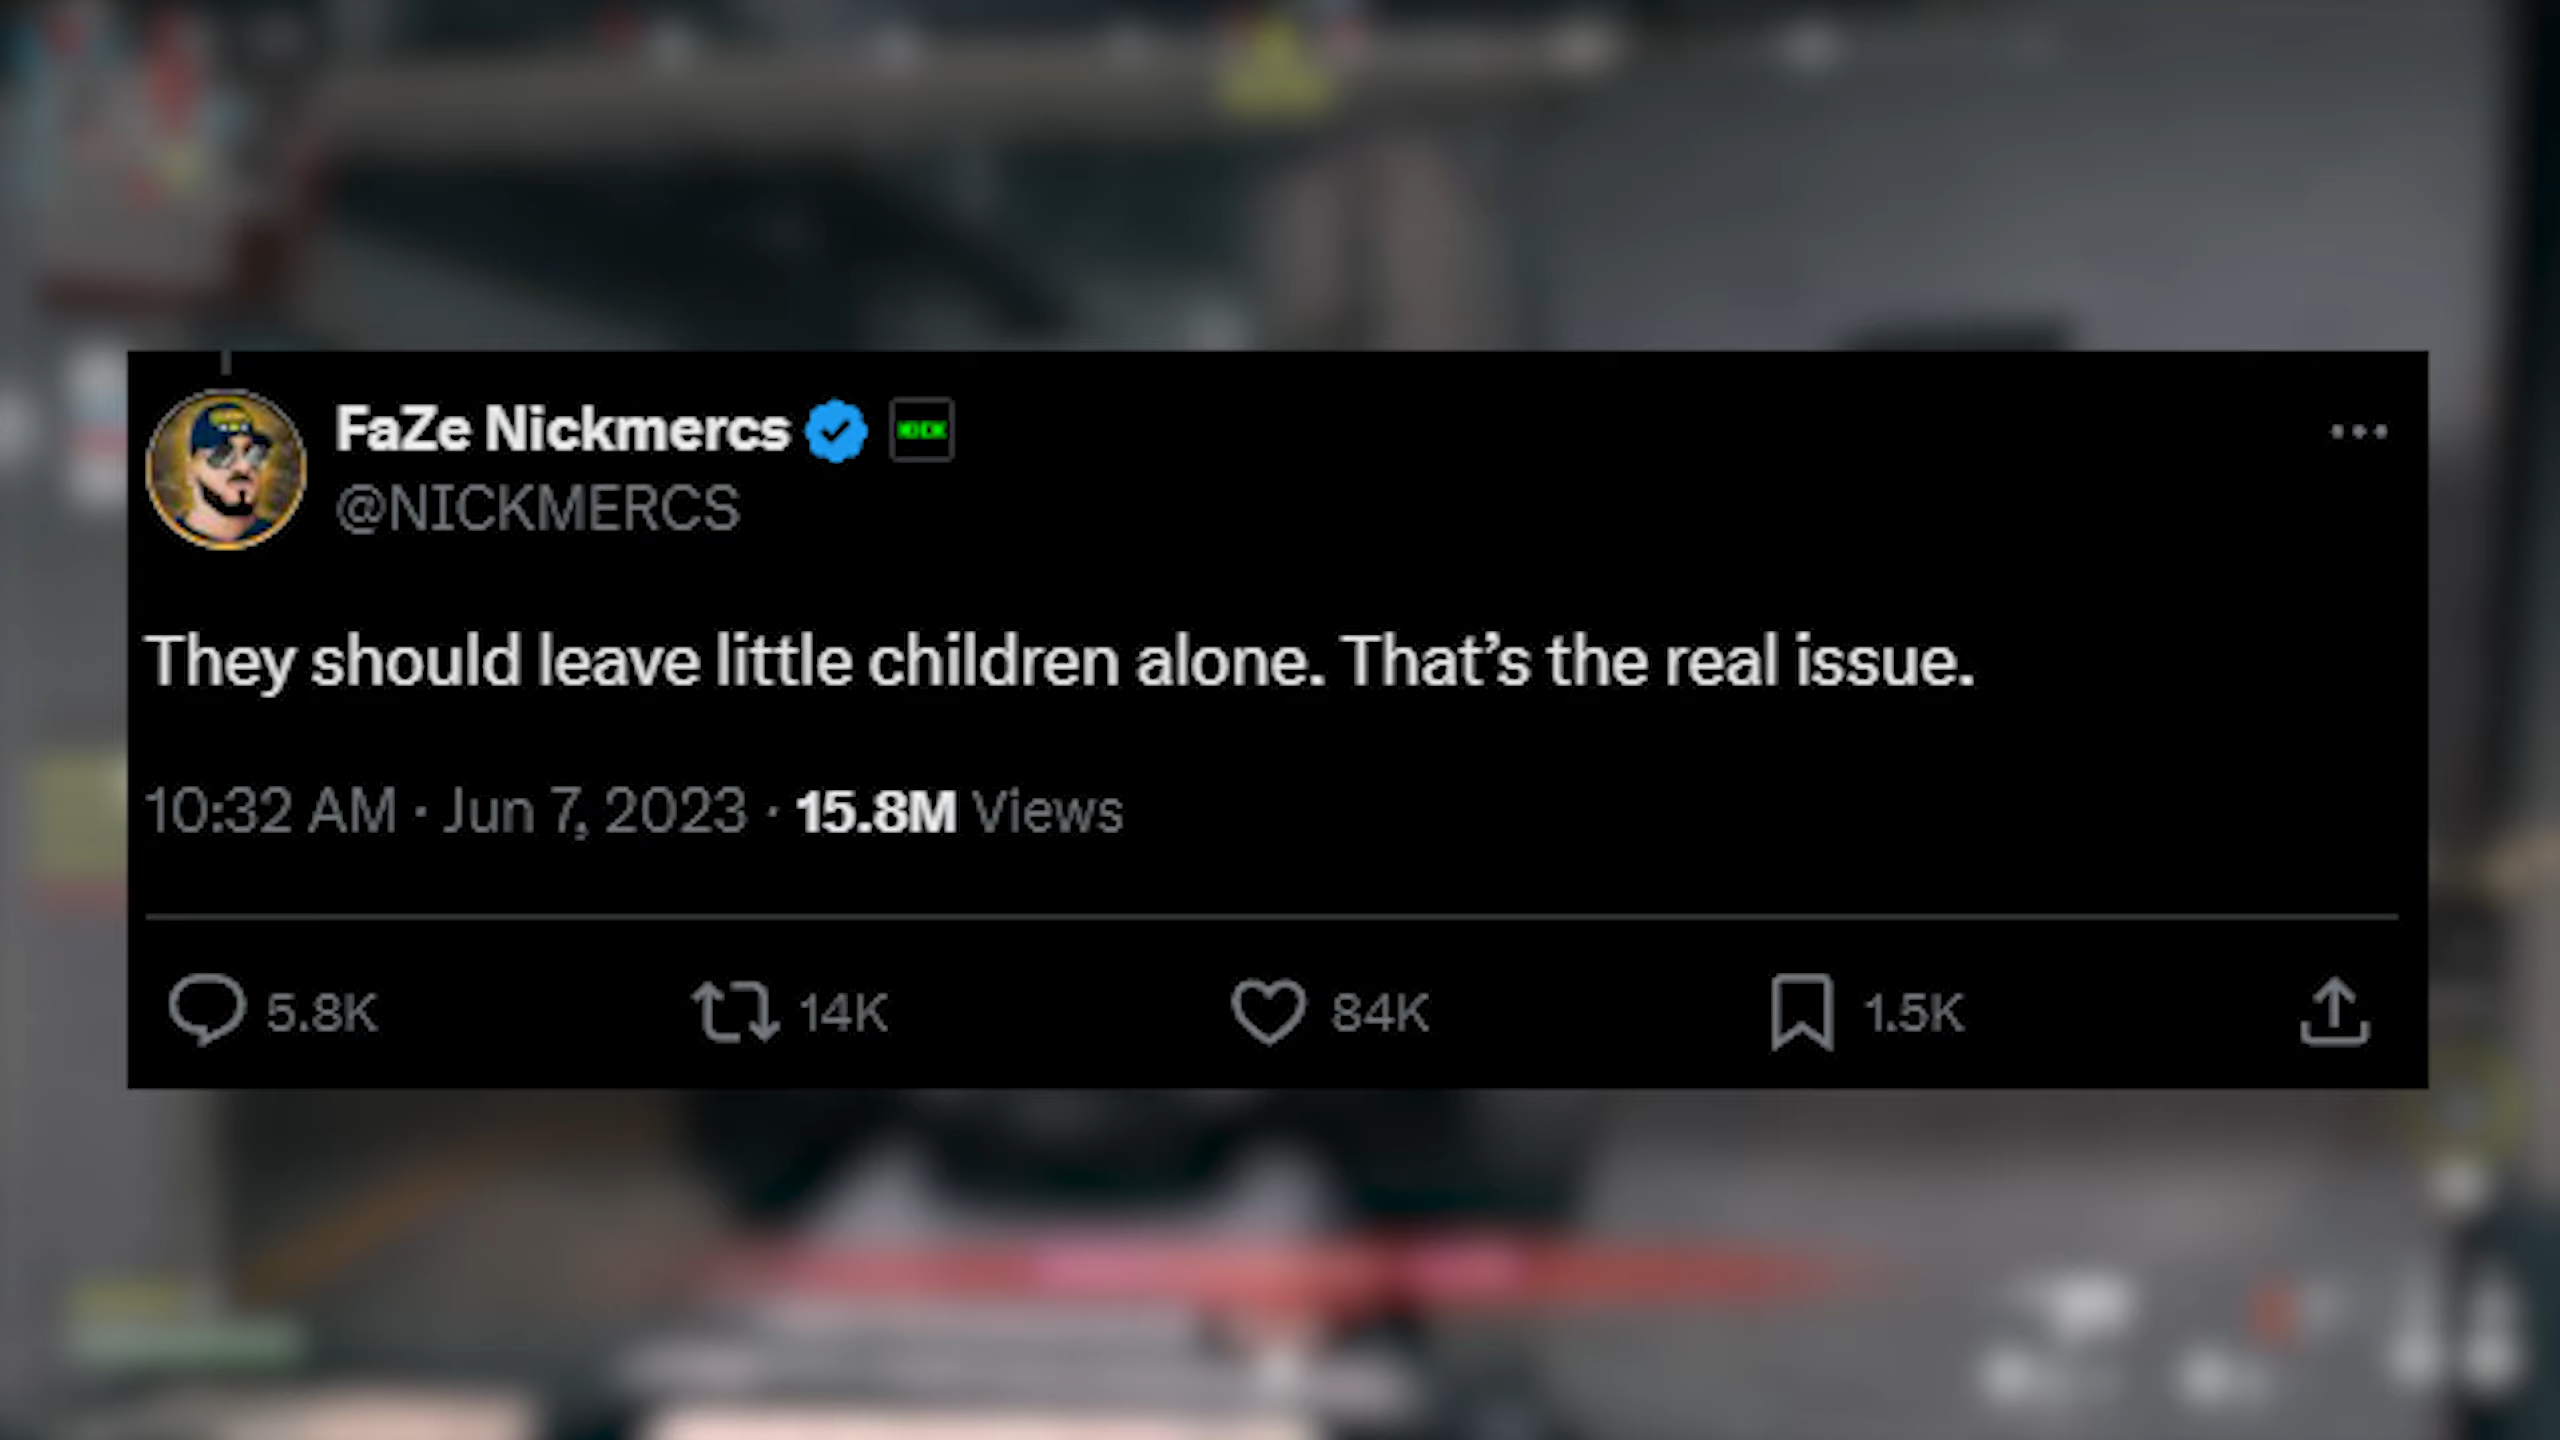 FaZe Nickmercs KICK
@NICKMERCS
They should leave little children alone. That’s the real issue.
10:32 AM · Jun 7, 2023 · 15.8M Views
5.8K 14K 84K 1.5K